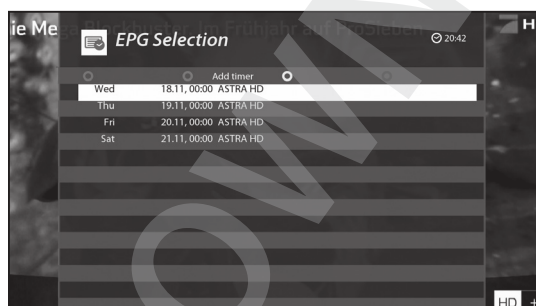 ie Me
ga Blockbuster. Im Frühjahr auf ProSieben
H
EPG Selection
20:42
Add timer
Wed 18.11, 00:00 ASTRA HD
Thu 19.11, 00:00 ASTRA HD
Fri 20.11, 00:00 ASTRA HD
Sat 21.11, 00:00 ASTRA HD
HD +